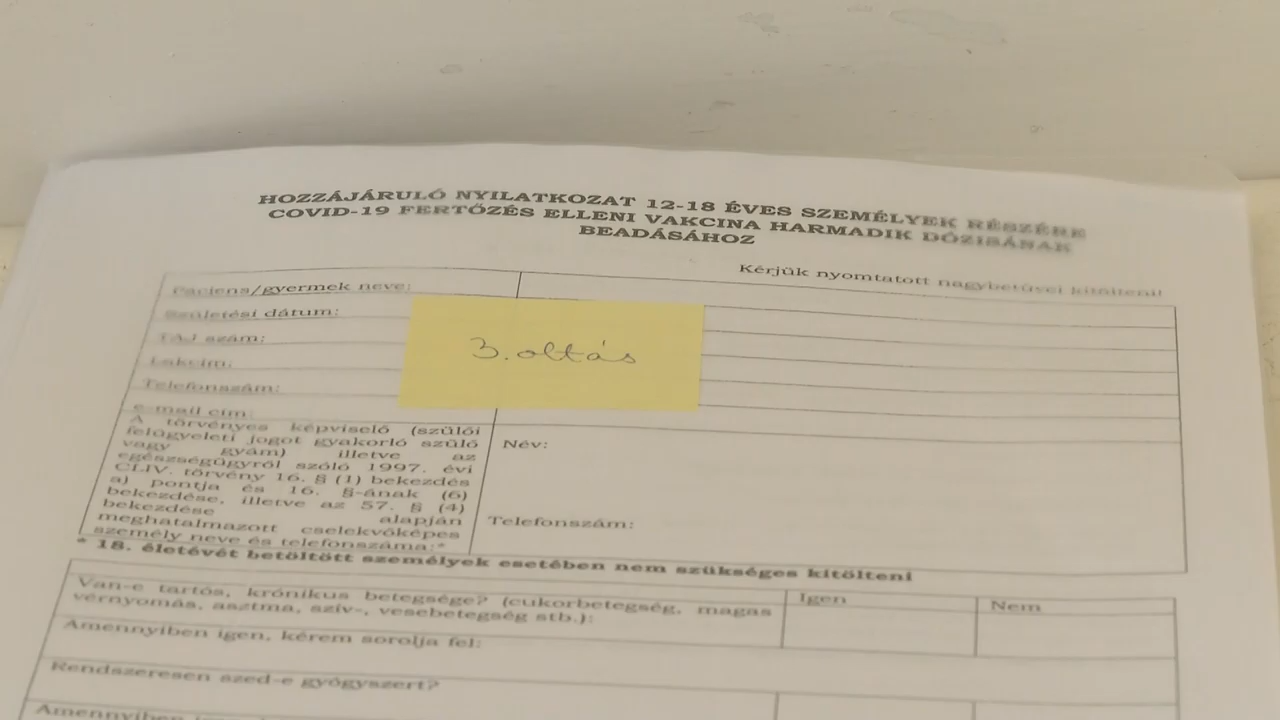 HOZZÁJÁRULÓ NYILATKOZAT 12-18 ÉVES SZEMÉLYEK RÉSZÉRE
COVID-19 FERTŐZÉS ELLENI VAKCINA HARMADIK DÓZISÁNAK
BEADÁSÁHOZ
Kérjük nyomtatott nagybetűvel kitölteni!
Páciens/gyermek neve:
Születési dátum:
TAJ szám:
Lakcím:
Telefonszám:
e-mail cím:
3. oltás
A törvényes képviselő (szülői
felügyeleti jogot gyakorló szülő
vagy gyám) illetve az
egészségügyről szóló 1997. évi
CLIV. törvény 16. § (1) bekezdés
a) pontja és 16. §-ának (6)
bekezdése, illetve az 57. § (4)
bekezdése alapján
meghatalmazott cselekvőképes
személy neve és telefonszáma:*
Név:
Telefonszám:
* 18. életévét betöltött személyek esetében nem szükséges kitölteni
Van-e tartós, krónikus betegsége? (cukorbetegség, magas
vérnyomás, asztma, szív-, vesebetegség stb.):
Igen
Nem
Amennyiben igen, kérem sorolja fel:
Rendszeresen szed-e gyógyszert?
Amennyiben